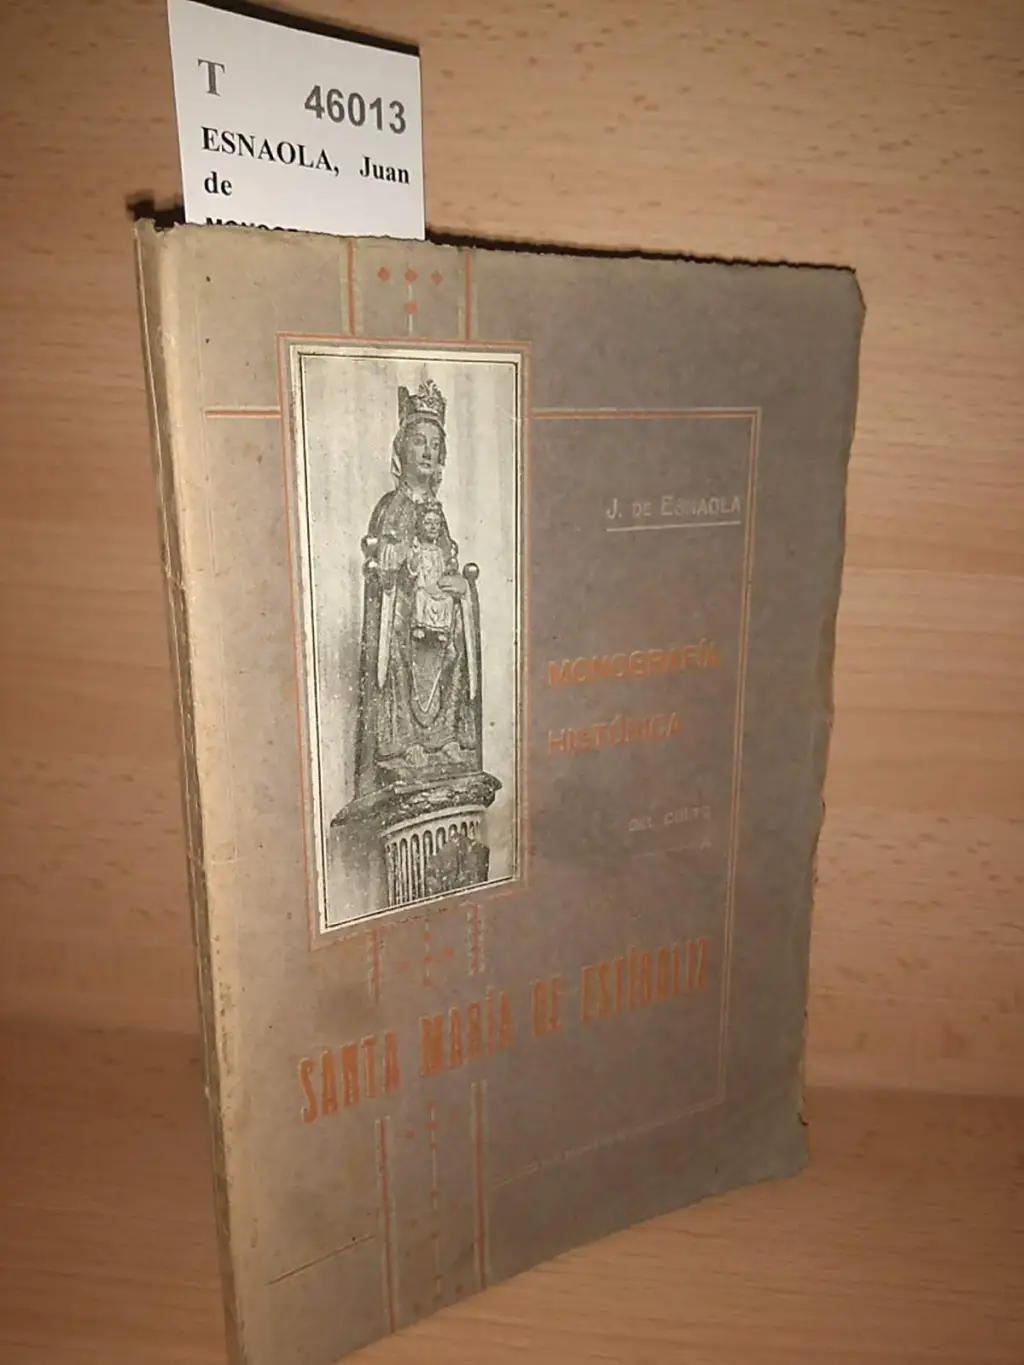 T 46013
ESNAOLA, Juan
de
J. DE ESNAOLA
MONOGRAFÍA
HISTÓRICA
DEL CULTO
A
SANTA MARÍA DE ESTÍBALIZ